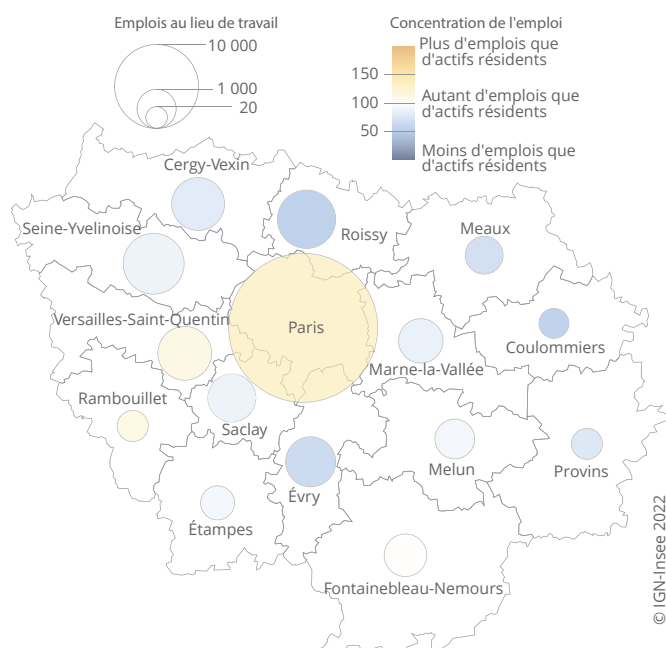 Emplois au lieu de travail
10 000
1 000
20
Concentration de l'emploi
Plus d'emplois que
d'actifs résidents
150
Autant d'emplois que
100
d'actifs résidents
50
Moins d'emplois que
d'actifs résidents
Cergy-Vexin
Seine-Yvelinoise
Roissy
Meaux
Versailles-Saint-Quentin
Paris
Coulommiers
Marne-la-Vallée
Rambouillet
Saclay
Melun
Provins
Évry
Étampes
Fontainebleau-Nemours
© IGN-Insee 2022